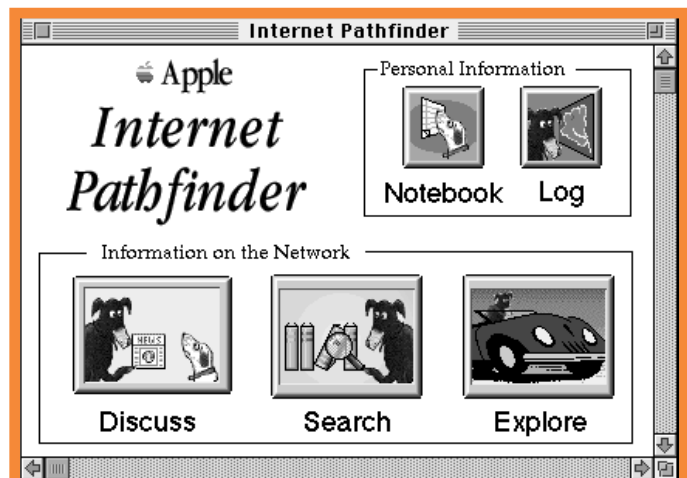 Internet Pathfinder
Apple
Internet
Pathfinder
Personal Information
Notebook Log
Information on the Network
NEWS
Discuss Search Explore